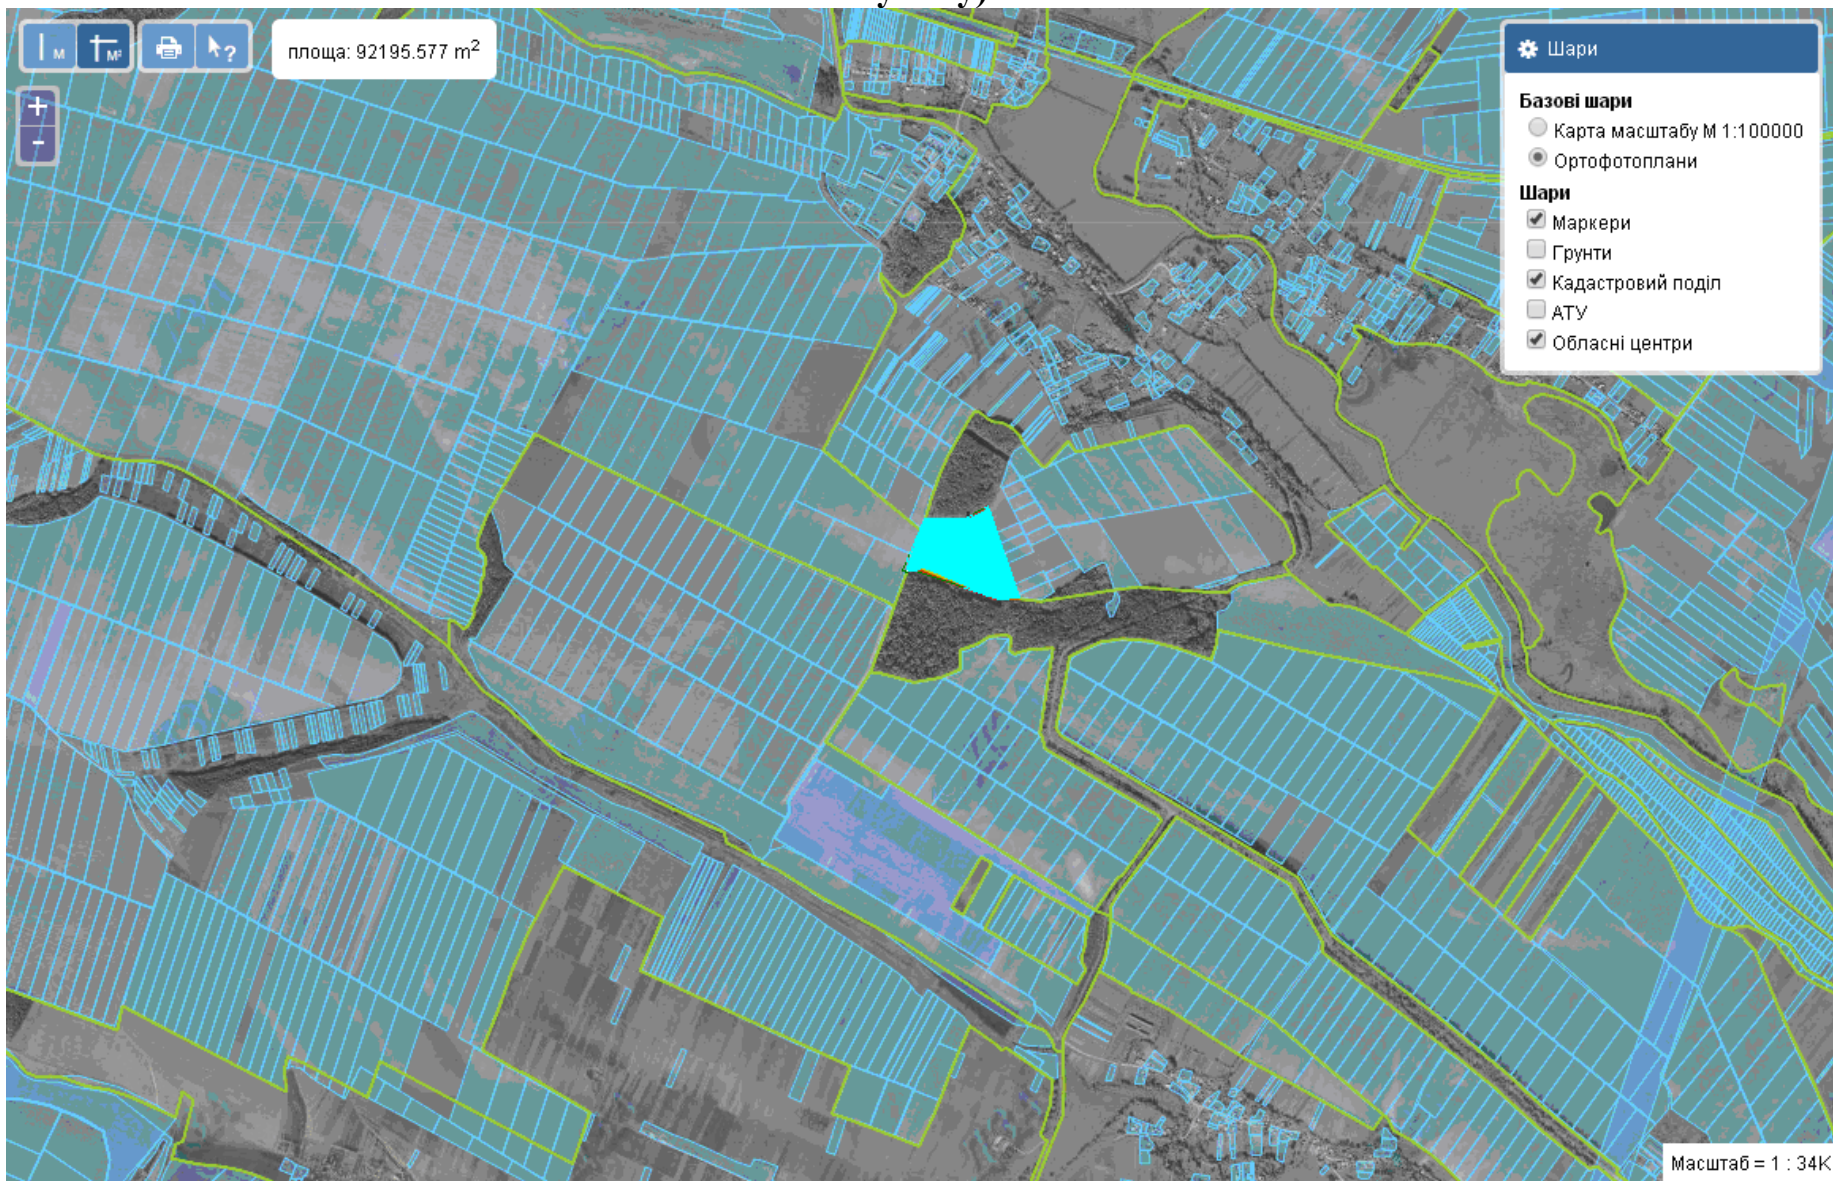 м
м²
?
площа: 92195.577 m²
+
-
Шари
Базові шари
Карта масштабу М 1:100000
Ортофотоплани
Шари
Маркери
Грунти
Кадастровий поділ
АТУ
Обласні центри
Масштаб = 1 : 34K